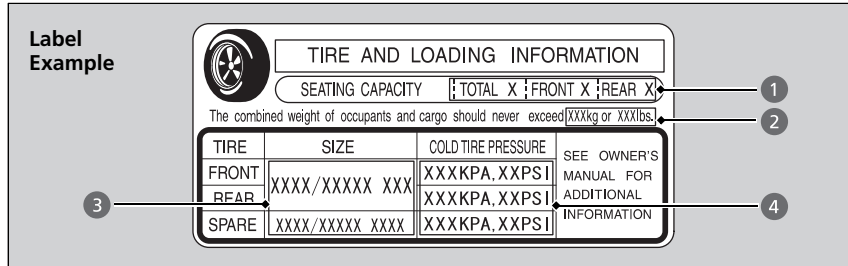 Label
Example
TIRE AND LOADING INFORMATION
SEATING CAPACITY TOTAL X FRONT X REAR X
1
The combined weight of occupants and cargo should never exceed XXXkg or XXXlbs.
2
TIRE SIZE COLD TIRE PRESSURE
SEE OWNER'S
MANUAL FOR
ADDITIONAL
INFORMATION
FRONT XXXX/XXXXX XXX XXXKPA, XXPSI
REAR XXXKPA, XXPSI
SPARE XXXX/XXXXX XXXX XXXKPA, XXPSI
3
4